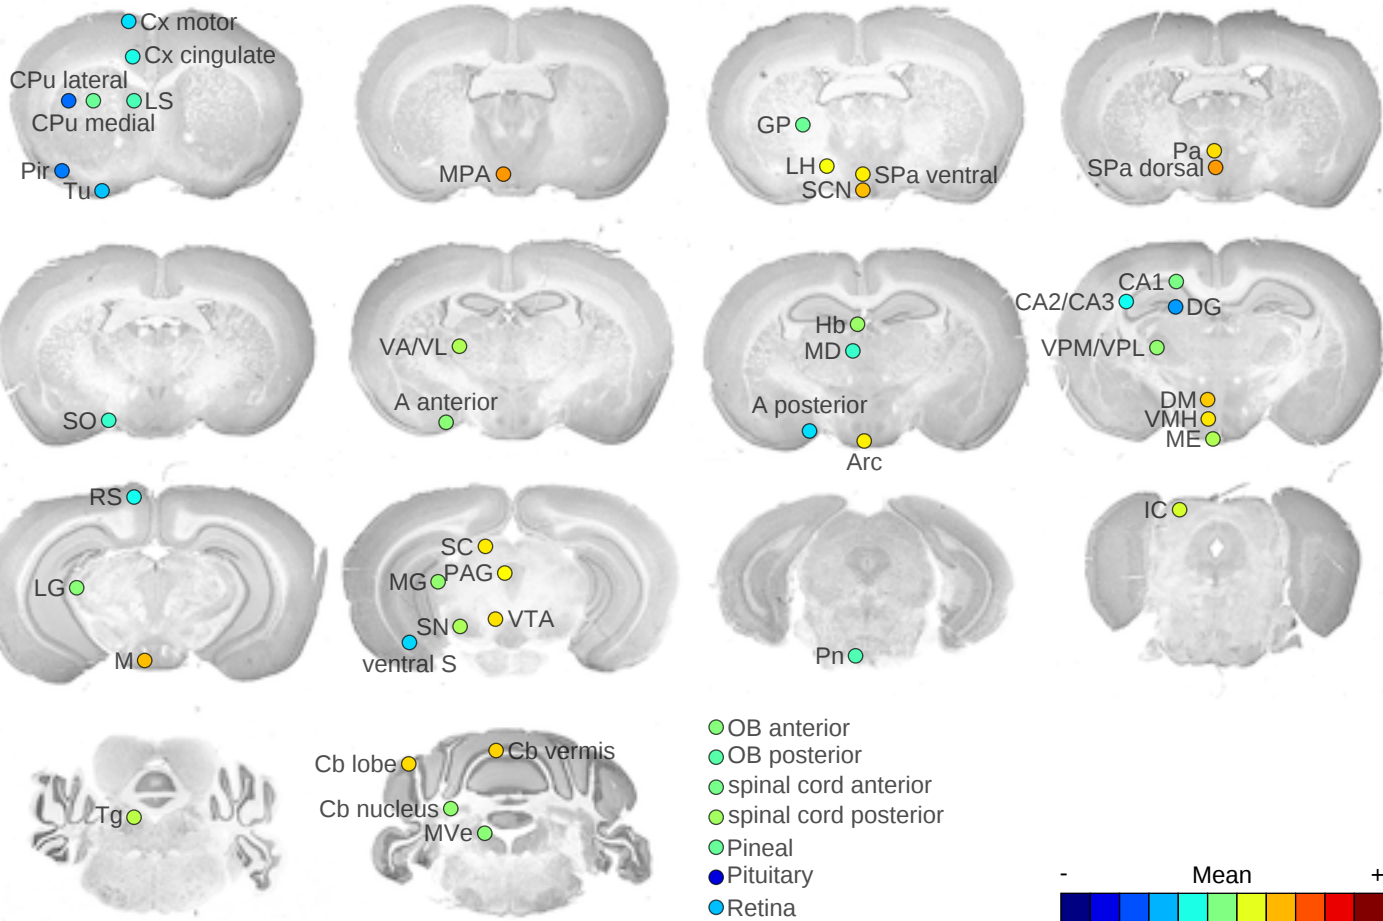 Cx motor
Cx cingulate
CPu lateral
LS
CPu medial
Pir
Tu
MPA
GP
LH
SPa ventral
SCN
Pa
SPa dorsal
SO
VA/VL
A anterior
Hb
MD
A posterior
Arc
CA1
CA2/CA3
DG
VPM/VPL
DM
VMH
ME
RS
LG
M
SC
MG
PAG
SN
VTA
ventral S
Pn
IC
Tg
Cb lobe
Cb vermis
Cb nucleus
MVe
OB anterior
OB posterior
spinal cord anterior
spinal cord posterior
Pineal
Pituitary
Retina
- Mean +